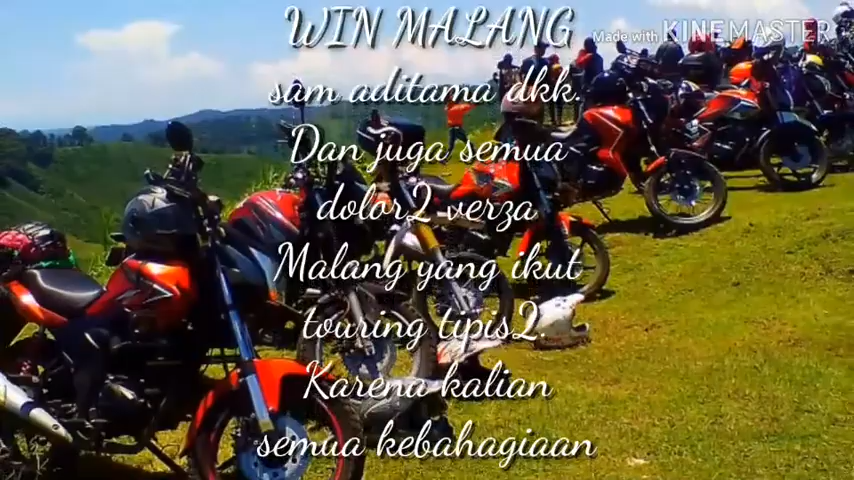 WIN MALANG
Made with KINEMASTER
sam aditama dkk.
Dan juga semua
dolor2 verza
Malang yang ikut
touring tipis2.
Karena kalian
semua kebahagiaan